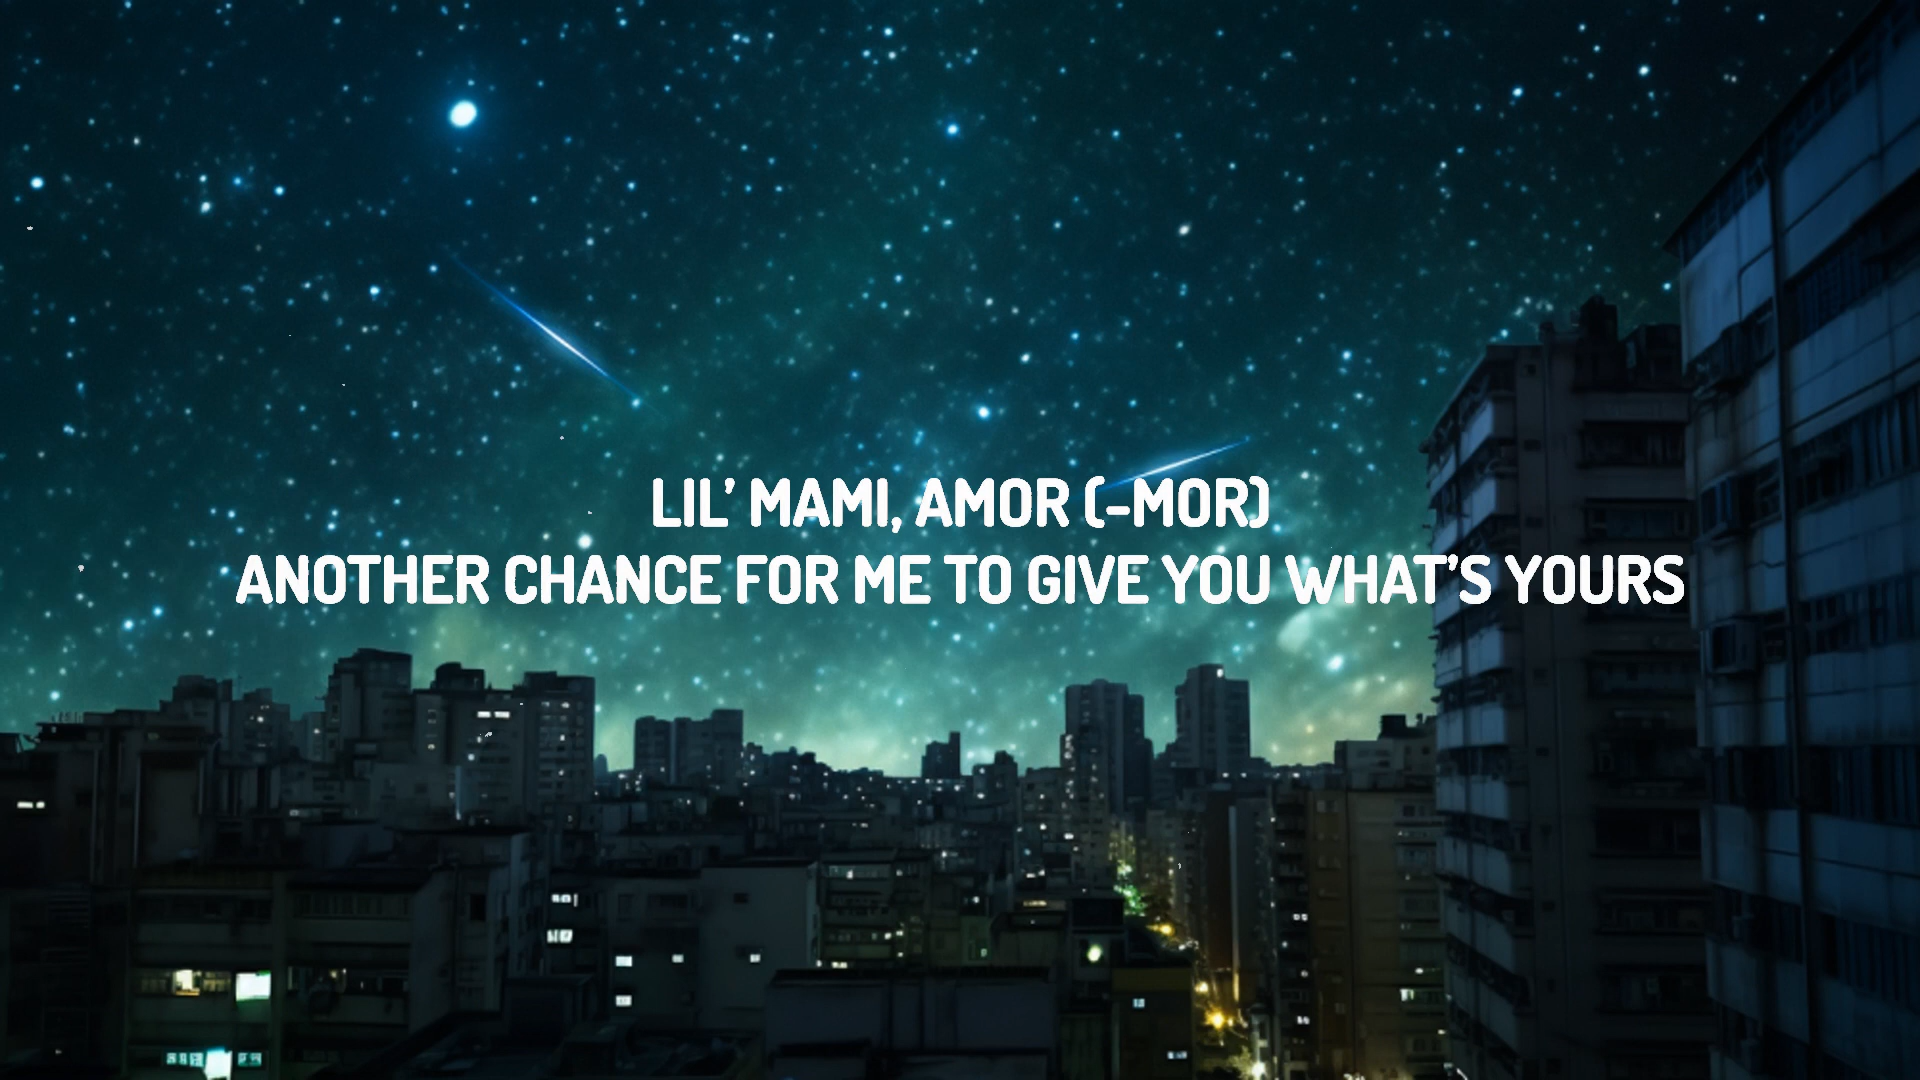 LIL’ MAMI, AMOR (-MOR)
ANOTHER CHANCE FOR ME TO GIVE YOU WHAT’S YOURS